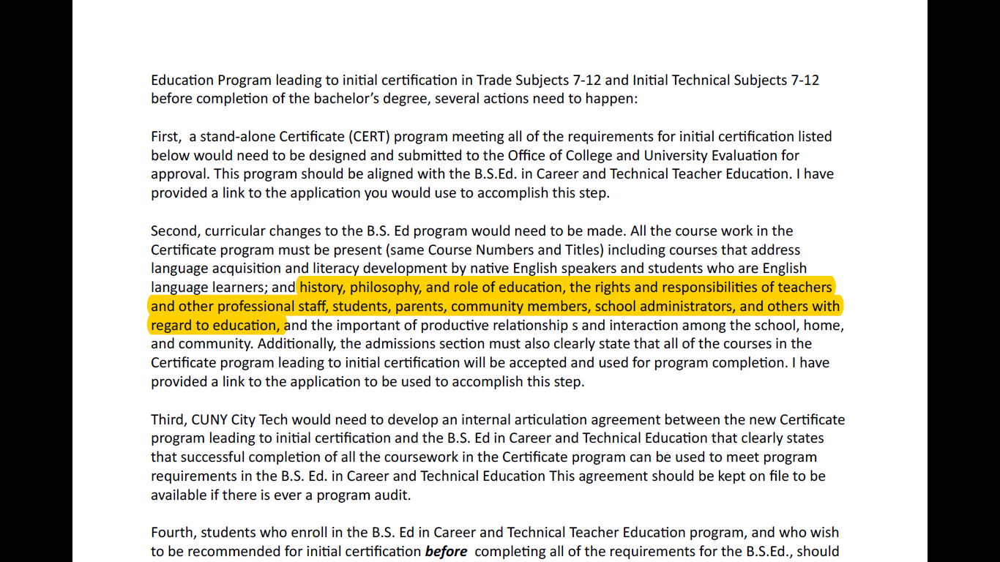 Education Program leading to initial certification in Trade Subjects 7-12 and Initial Technical Subjects 7-12
before completion of the bachelor’s degree, several actions need to happen:
First,  a stand-alone Certificate (CERT) program meeting all of the requirements for initial certification listed
below would need to be designed and submitted to the Office of College and University Evaluation for
approval. This program should be aligned with the B.S.Ed. in Career and Technical Teacher Education. I have
provided a link to the application you would use to accomplish this step.
Second, curricular changes to the B.S. Ed program would need to be made. All the course work in the
Certificate program must be present (same Course Numbers and Titles) including courses that address
language acquisition and literacy development by native English speakers and students who are English
language learners; and history, philosophy, and role of education, the rights and responsibilities of teachers
and other professional staff, students, parents, community members, school administrators, and others with
regard to education, and the important of productive relationship s and interaction among the school, home,
and community. Additionally, the admissions section must also clearly state that all of the courses in the
Certificate program leading to initial certification will be accepted and used for program completion. I have
provided a link to the application to be used to accomplish this step.
Third, CUNY City Tech would need to develop an internal articulation agreement between the new Certificate
program leading to initial certification and the B.S. Ed in Career and Technical Education that clearly states
that successful completion of all the coursework in the Certificate program can be used to meet program
requirements in the B.S. Ed. in Career and Technical Education This agreement should be kept on file to be
available if there is ever a program audit.
Fourth, students who enroll in the B.S. Ed in Career and Technical Teacher Education program, and who wish
to be recommended for initial certification before  completing all of the requirements for the B.S.Ed., should